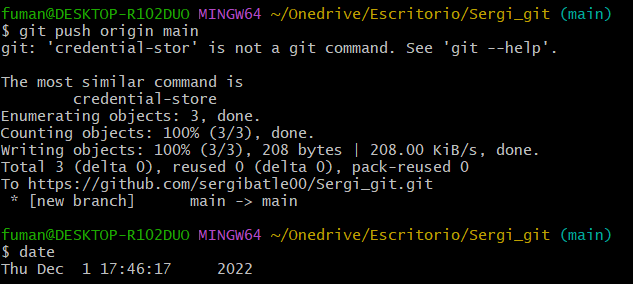 fuman@DESKTOP-R1O2DUO MINGW64 ~/Onedrive/Escritorio/Sergi_git (main)
$ git push origin main
git: 'credential-stor' is not a git command. See 'git --help'.

The most similar command is
        credential-store
Enumerating objects: 3, done.
Counting objects: 100% (3/3), done.
Writing objects: 100% (3/3), 208 bytes | 208.00 KiB/s, done.
Total 3 (delta 0), reused 0 (delta 0), pack-reused 0
To https://github.com/sergibatle00/Sergi_git.git
 * [new branch]      main -> main

fuman@DESKTOP-R1O2DUO MINGW64 ~/Onedrive/Escritorio/Sergi_git (main)
$ date
Thu Dec  1 17:46:17     2022